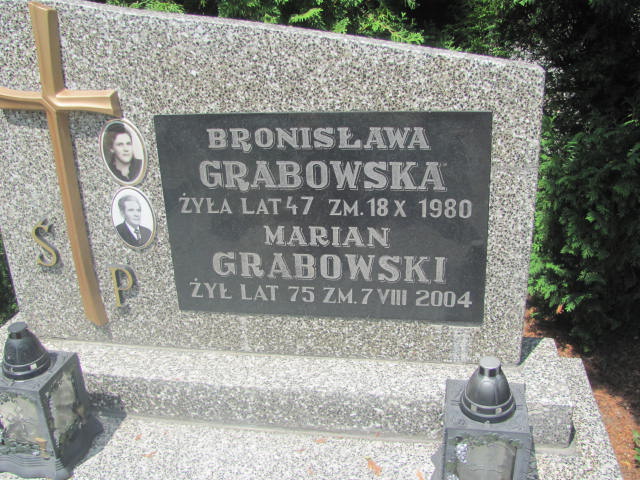 Ś P
BRONISŁAWA
GRABOWSKA
ŻYŁA LAT 47 ZM. 18 X 1980
MARIAN
GRABOWSKI
ŻYŁ LAT 75 ZM. 7 VIII 2004